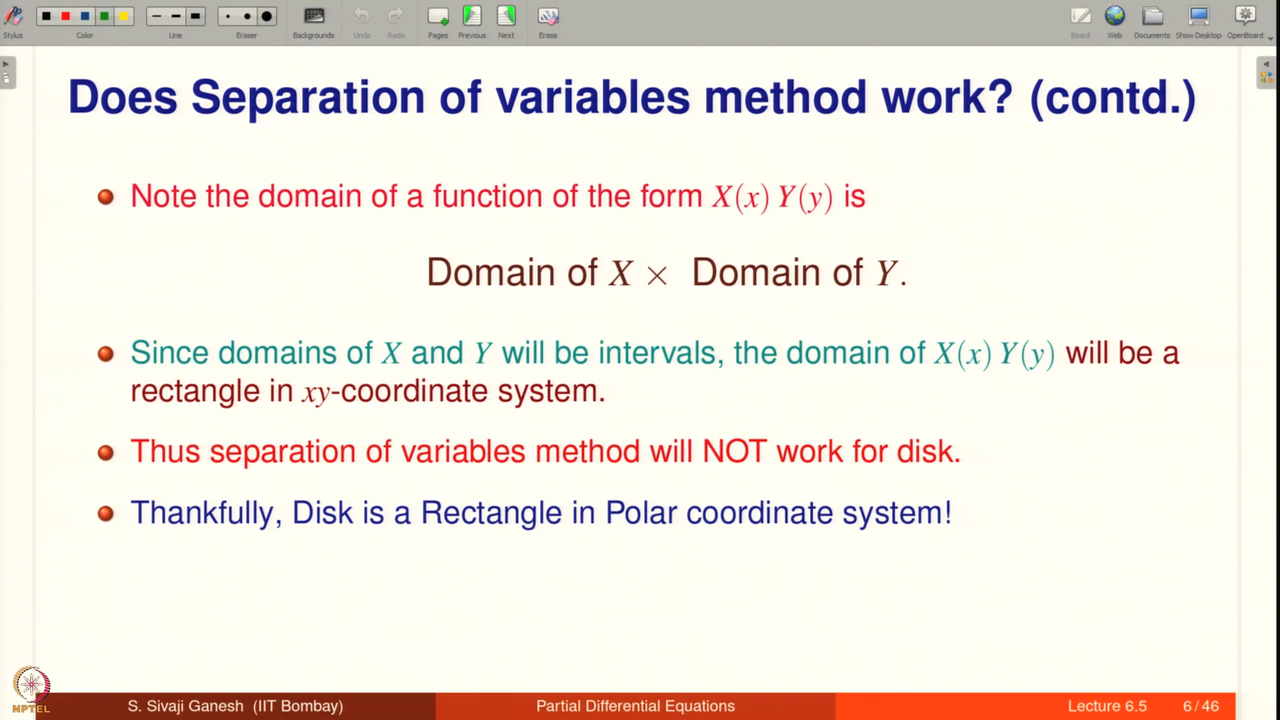 Stylus Color Line Eraser Backgrounds Undo Redo Pages Previous Next Erase Board Web Documents Show Desktop OpenBoard
Does Separation of variables method work? (contd.)
Note the domain of a function of the form X(x) Y(y) is
Domain of X × Domain of Y.
Since domains of X and Y will be intervals, the domain of X(x) Y(y) will be a
rectangle in xy-coordinate system.
Thus separation of variables method will NOT work for disk.
Thankfully, Disk is a Rectangle in Polar coordinate system!
NPTEL
S. Sivaji Ganesh (IIT Bombay) Partial Differential Equations Lecture 6.5 6 / 46